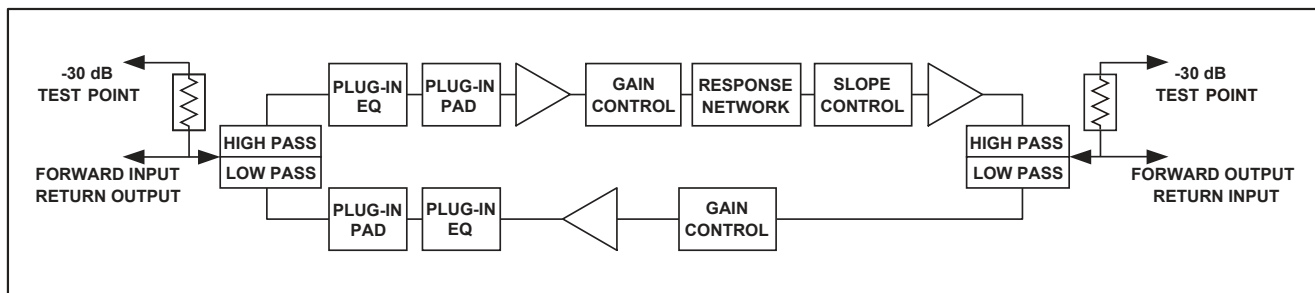 -30 dB
TEST POINT
FORWARD INPUT
RETURN OUTPUT
HIGH PASS
LOW PASS
PLUG-IN
EQ
PLUG-IN
PAD
GAIN
CONTROL
RESPONSE
NETWORK
SLOPE
CONTROL
HIGH PASS
LOW PASS
-30 dB
TEST POINT
FORWARD OUTPUT
RETURN INPUT
PLUG-IN
PAD
PLUG-IN
EQ
GAIN
CONTROL